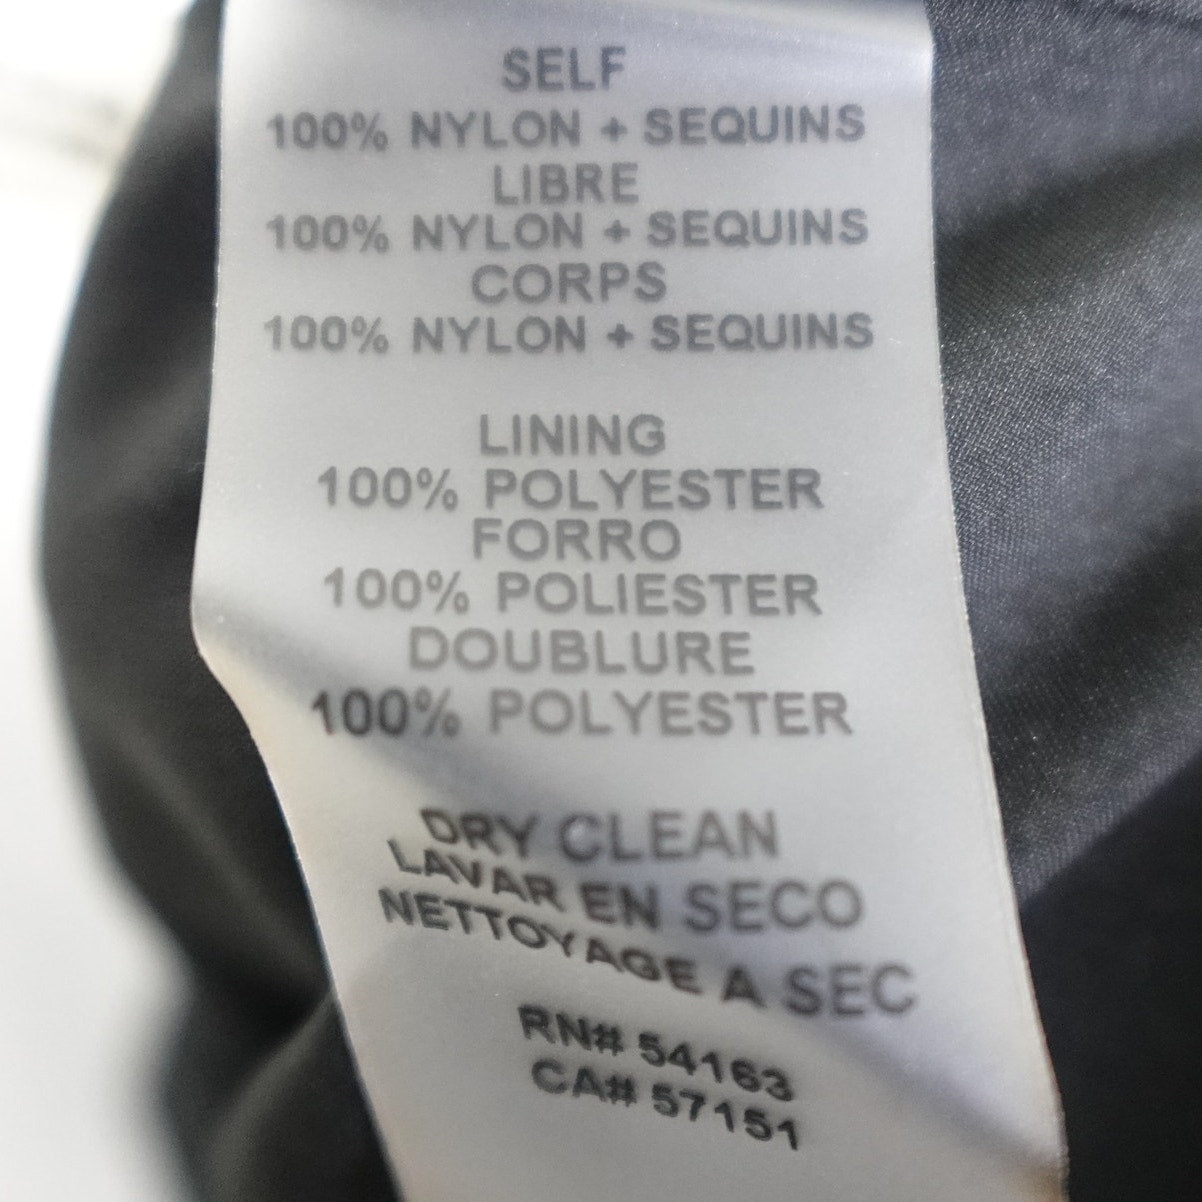 SELF
100% NYLON + SEQUINS
LIBRE
100% NYLON + SEQUINS
CORPS
100% NYLON + SEQUINS
LINING
100% POLYESTER
FORRO
100% POLIESTER
DOUBLURE
100% POLYESTER
DRY CLEAN
LAVAR EN SECO
NETTOYAGE A SEC
RN# 54163
CA# 57151